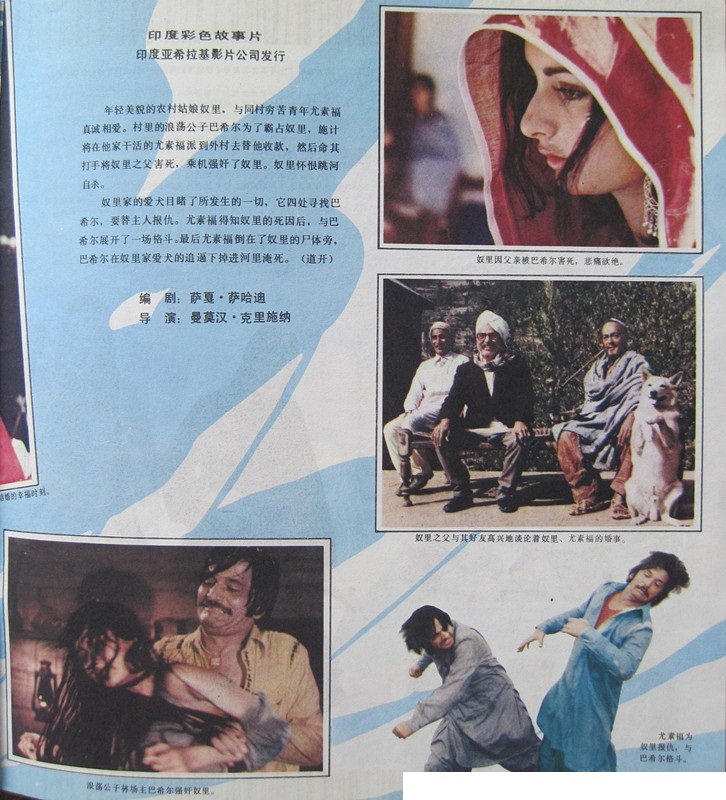 印度彩色故事片
印度亚希拉基影片公司发行
年轻美貌的农村姑娘奴里，与同村穷苦青年尤素福
真诚相爱。村里的浪荡公子巴希尔为了霸占奴里，施计
将在他家干活的尤素福派到外村去替他收款，然后命其
打手将奴里之父害死，乘机强奸了奴里。奴里怀恨跳河
自杀。
奴里家的爱犬目睹了所发生的一切，它四处寻找巴
希尔、要替主人报仇。尤素福得知奴里的死因后，与巴
希尔展开了一场格斗。最后尤素福倒在了奴里的尸体旁，
巴希尔在奴里家爱犬的追逼下掉进河里淹死。（道开）
编　剧：萨戛·萨哈迪
导　演：曼莫汉·克里施纳
奴里因父亲被巴希尔害死，悲痛欲绝。
奴里之父与其好友高兴地谈论着奴里、尤素福的婚事。
婚的幸福时刻。
浪荡公子林场主巴希尔强奸奴里。
尤素福为
奴里报仇，与
巴希尔格斗。